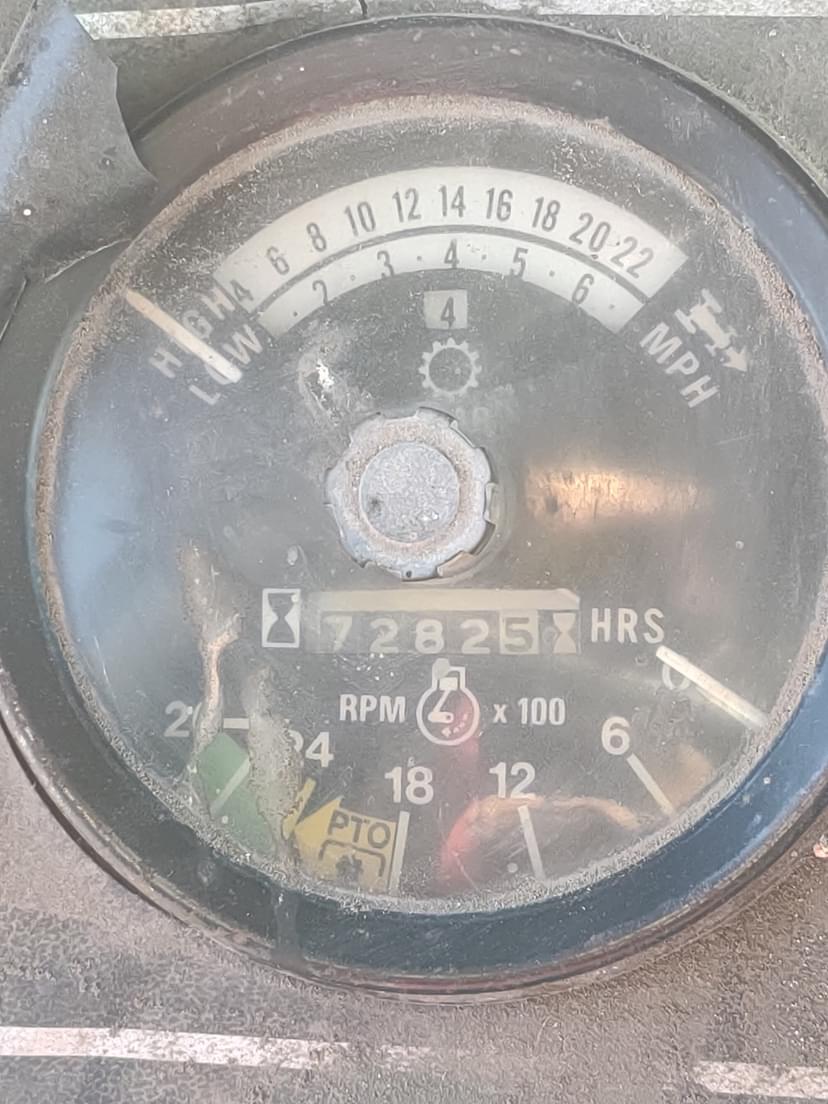 4 6 8 10 12 14 16 18 20 22
2 · 3 · 4 · 5 · 6 ·
HIGH
LOW
MPH
4
72825 HRS
RPM x 100
24 18 12 6 0
PTO